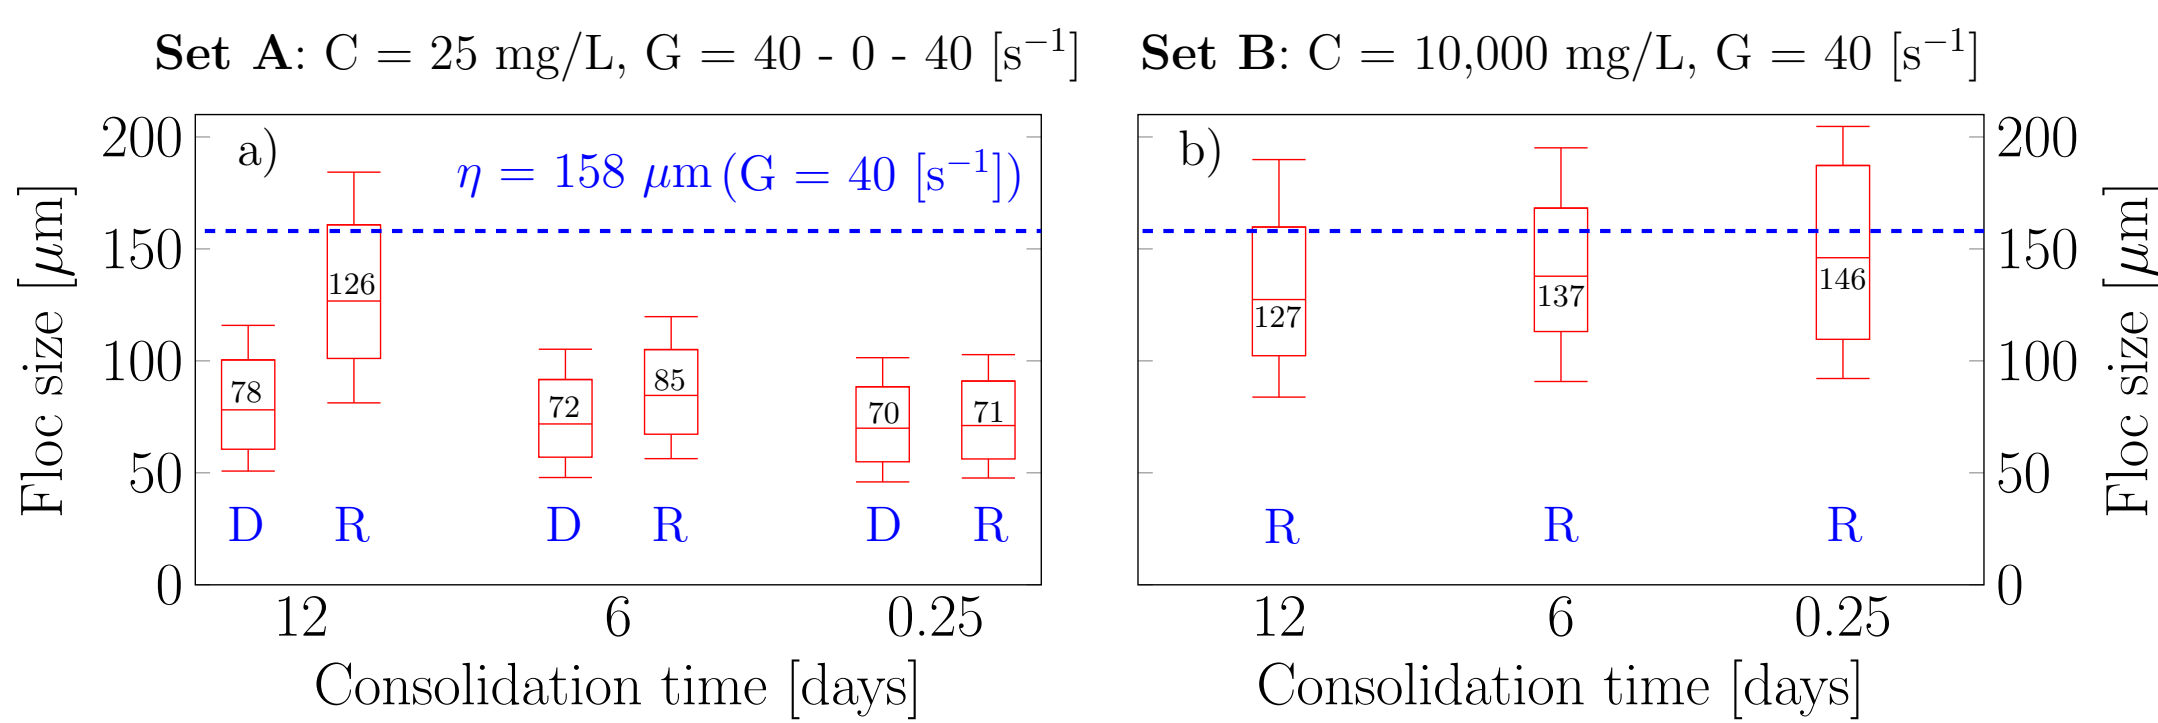 Set A: C = 25 mg/L, G = 40 - 0 - 40 [s⁻¹]
Set B: C = 10,000 mg/L, G = 40 [s⁻¹]
a)
η = 158 μm (G = 40 [s⁻¹])
200
150
100
50
0
Floc size [μm]
78
126
72
85
70
71
D
R
D
R
D
R
12
6
0.25
Consolidation time [days]
b)
127
137
146
R
R
R
12
6
0.25
Consolidation time [days]
200
150
100
50
0
Floc size [μm]